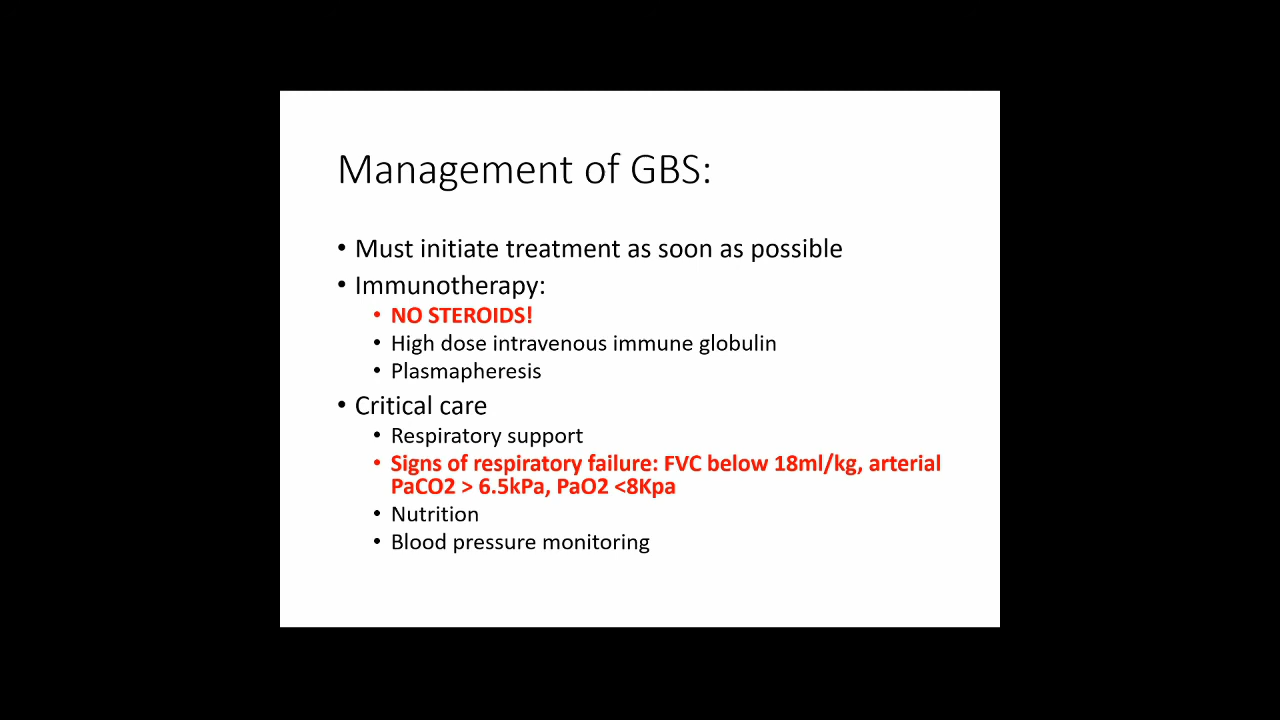 Management of GBS:
• Must initiate treatment as soon as possible
• Immunotherapy:
• NO STEROIDS!
• High dose intravenous immune globulin
• Plasmapheresis
• Critical care
• Respiratory support
• Signs of respiratory failure: FVC below 18ml/kg, arterial
PaCO2 > 6.5kPa, PaO2 <8Kpa
• Nutrition
• Blood pressure monitoring